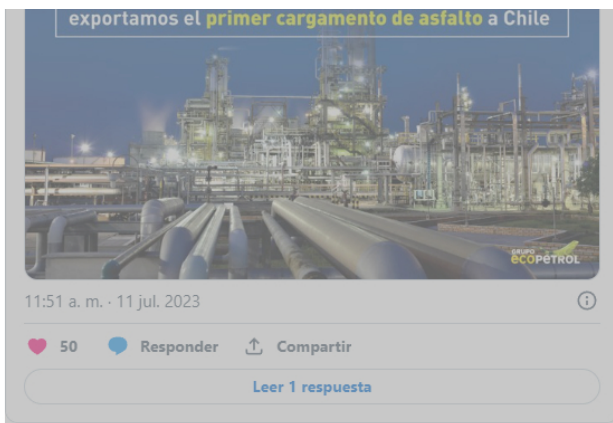 exportamos el primer cargamento de asfalto a Chile
GRUPO
ecopetrol
11:51 a. m. · 11 jul. 2023
50 Responder Compartir
Leer 1 respuesta